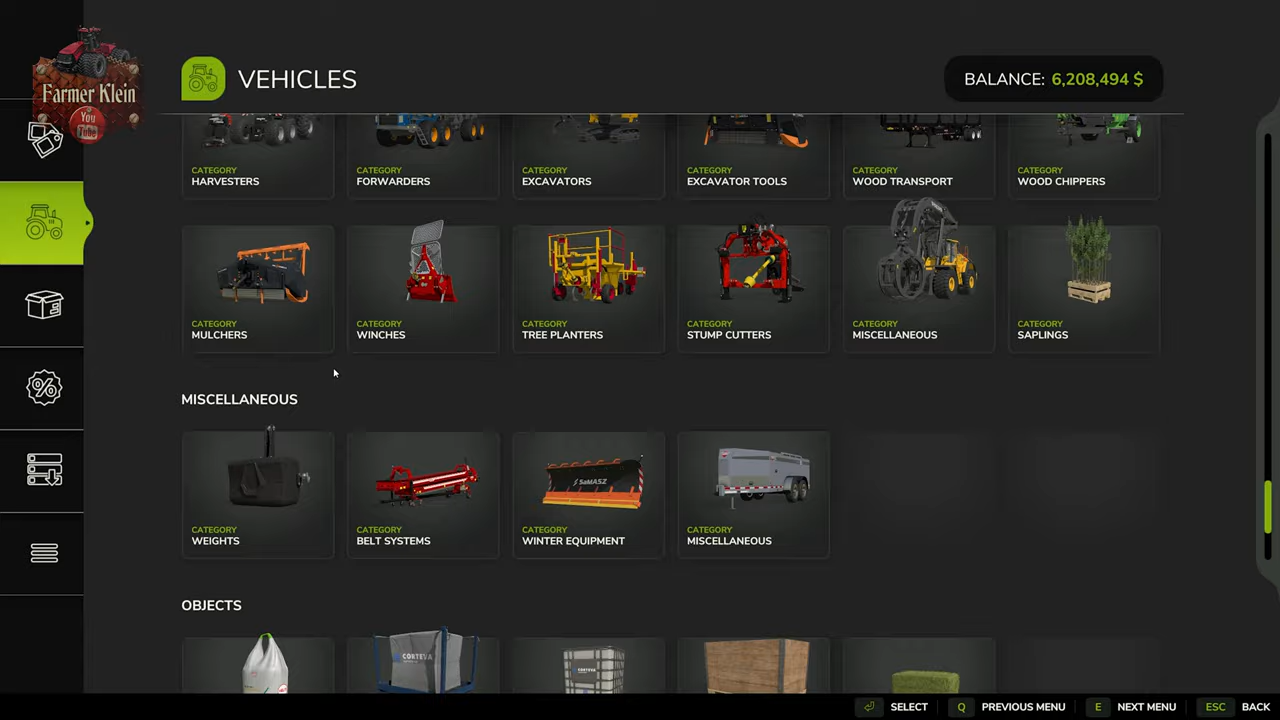 Farmer Klein
You
Tube
VEHICLES
BALANCE: 6,208,494 $
CATEGORY
HARVESTERS
CATEGORY
FORWARDERS
CATEGORY
EXCAVATORS
CATEGORY
EXCAVATOR TOOLS
CATEGORY
WOOD TRANSPORT
CATEGORY
WOOD CHIPPERS
CATEGORY
MULCHERS
CATEGORY
WINCHES
CATEGORY
TREE PLANTERS
CATEGORY
STUMP CUTTERS
CATEGORY
MISCELLANEOUS
CATEGORY
SAPLINGS
MISCELLANEOUS
SaMASZ
CATEGORY
WEIGHTS
CATEGORY
BELT SYSTEMS
CATEGORY
WINTER EQUIPMENT
CATEGORY
MISCELLANEOUS
OBJECTS
CORTEVA
CORTEVA
SELECT
Q PREVIOUS MENU
E NEXT MENU
ESC BACK